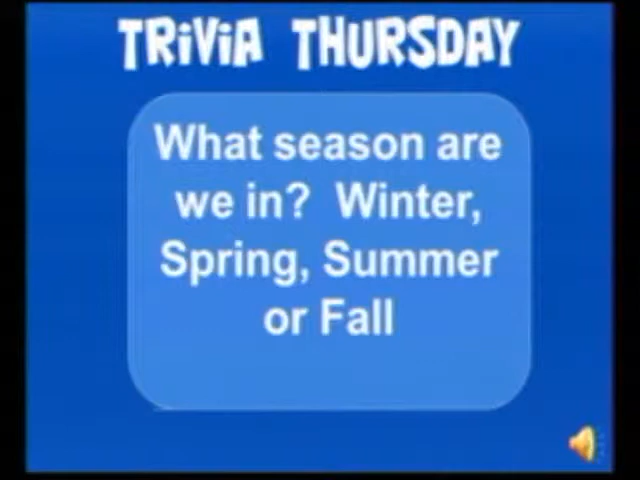 TRIVIA THURSDAY
What season are
we in?  Winter,
Spring, Summer
or Fall